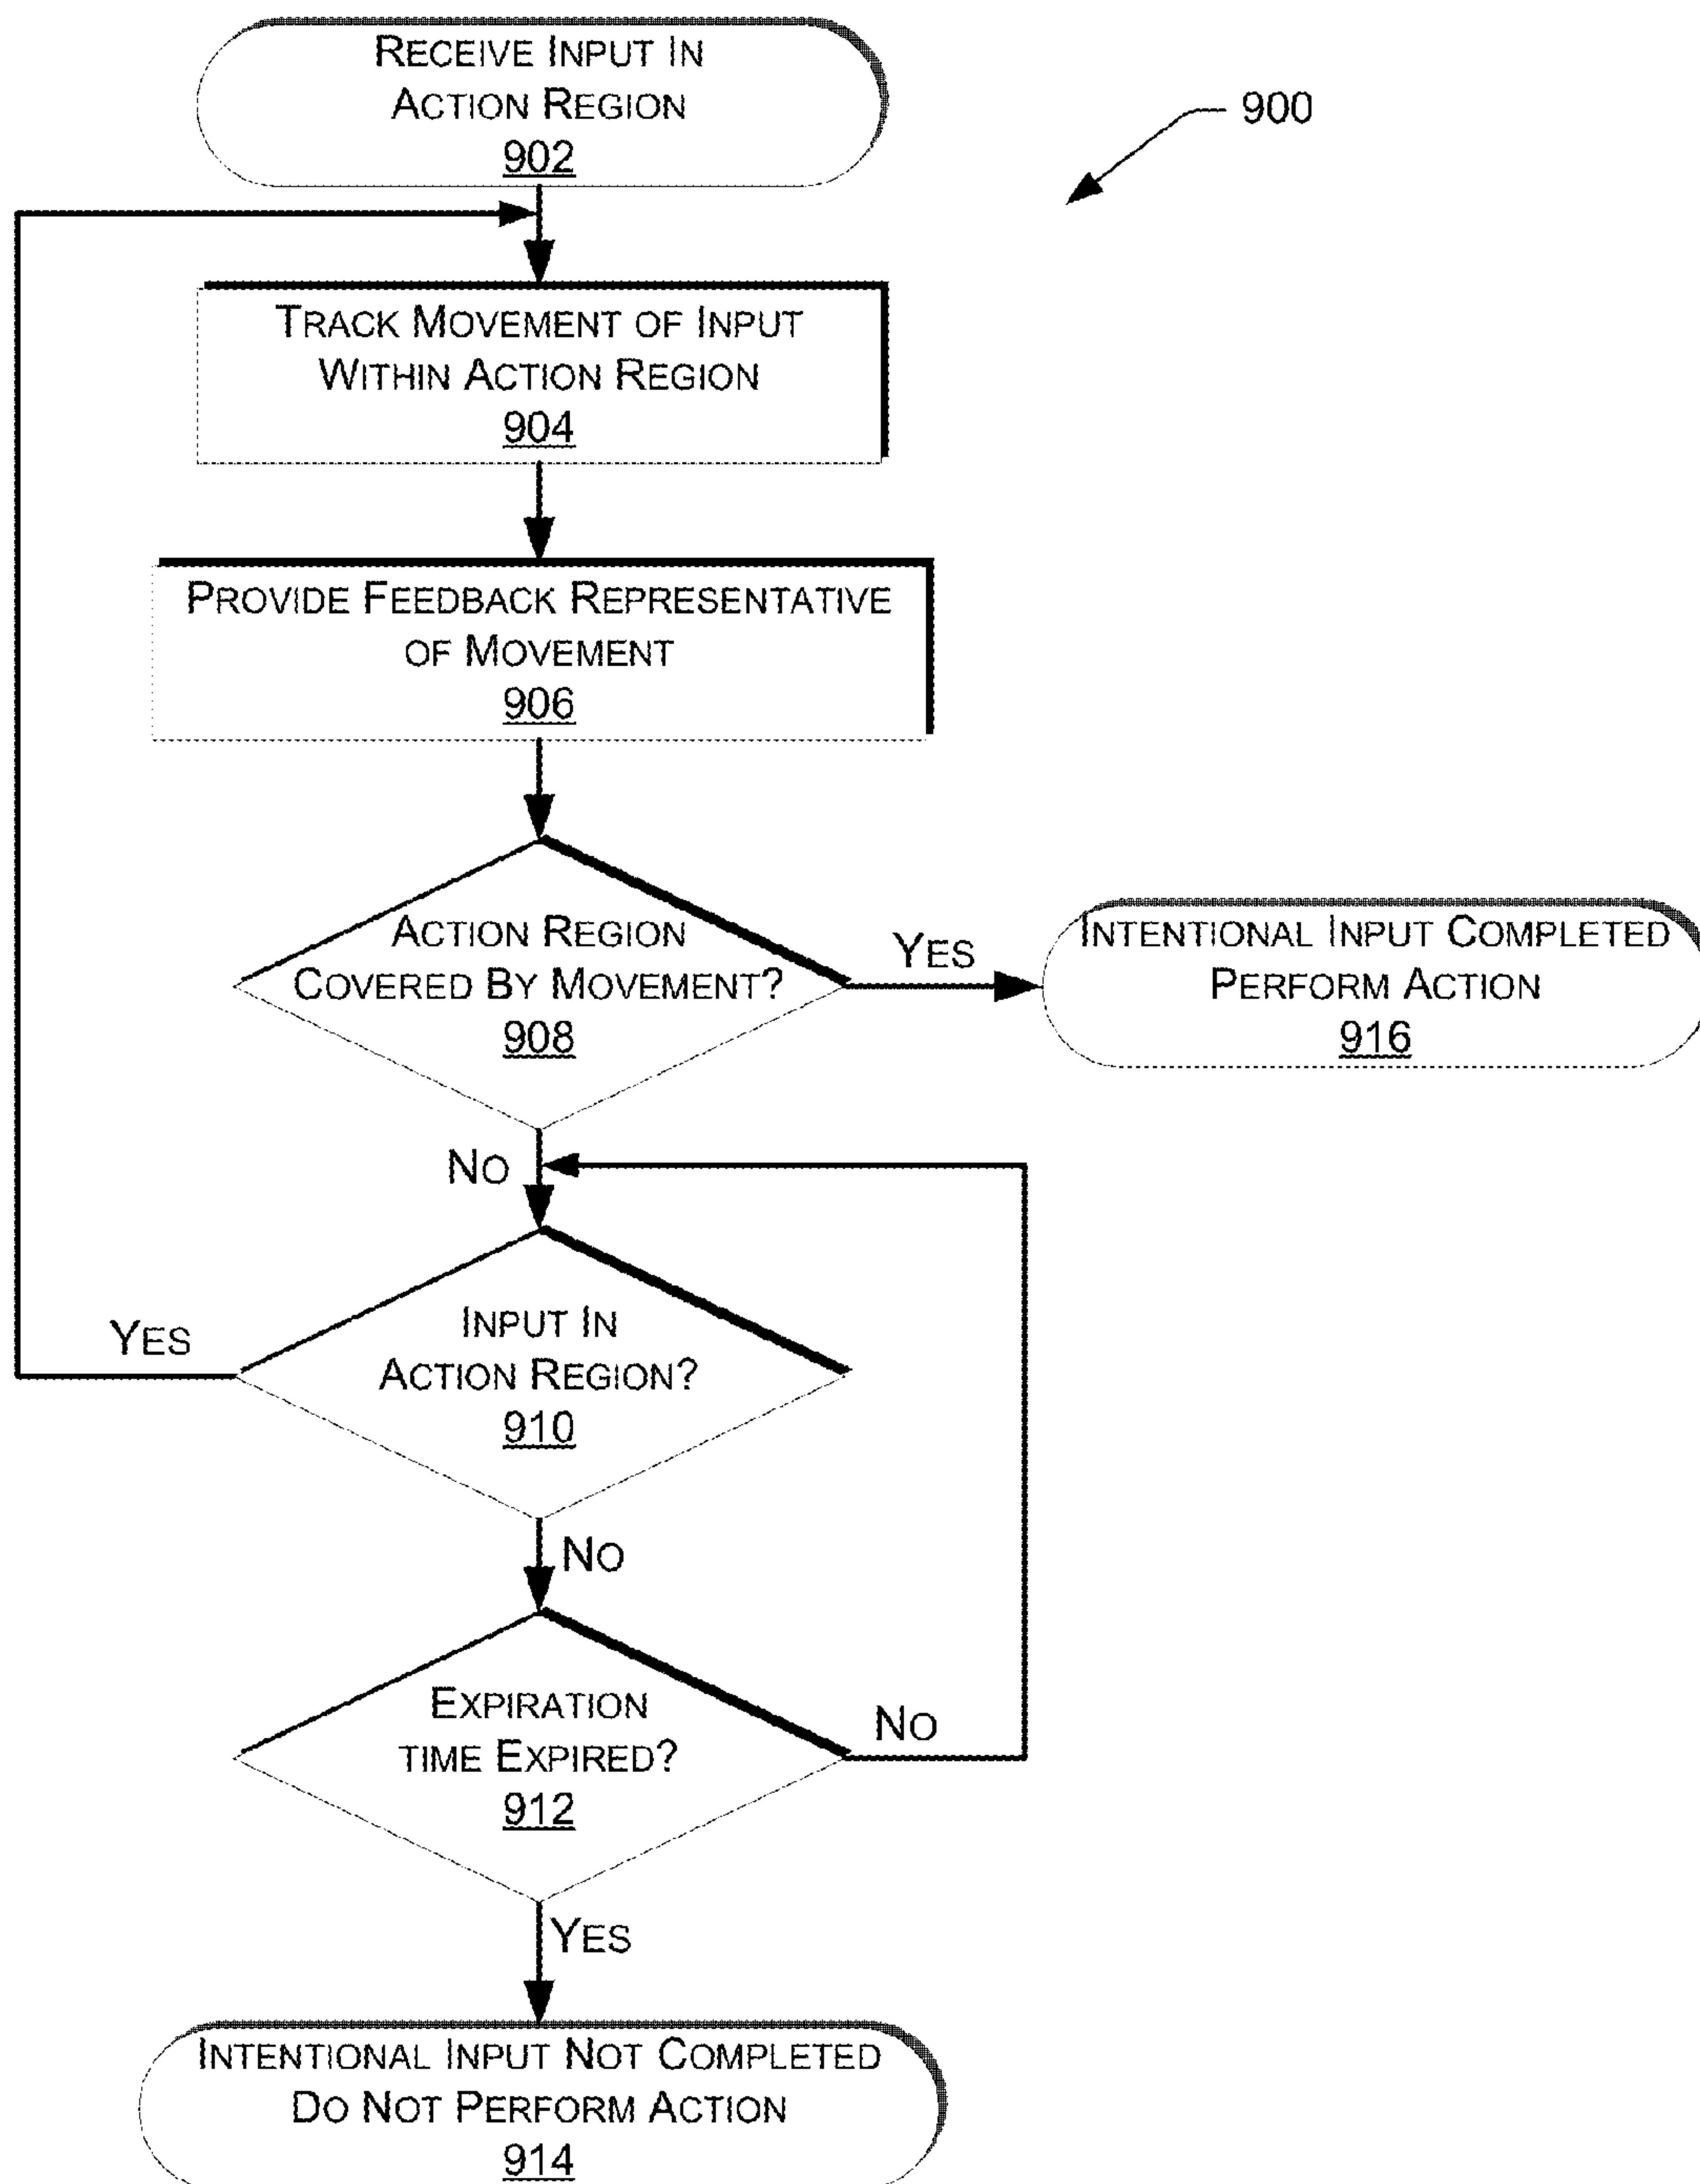 RECEIVE INPUT IN
ACTION REGION
902
900
TRACK MOVEMENT OF INPUT
WITHIN ACTION REGION
904
PROVIDE FEEDBACK REPRESENTATIVE
OF MOVEMENT
906
ACTION REGION
COVERED BY MOVEMENT?
908
YES
INTENTIONAL INPUT COMPLETED
PERFORM ACTION
916
NO
INPUT IN
ACTION REGION?
910
YES
NO
EXPIRATION
TIME EXPIRED?
912
NO
YES
INTENTIONAL INPUT NOT COMPLETED
DO NOT PERFORM ACTION
914